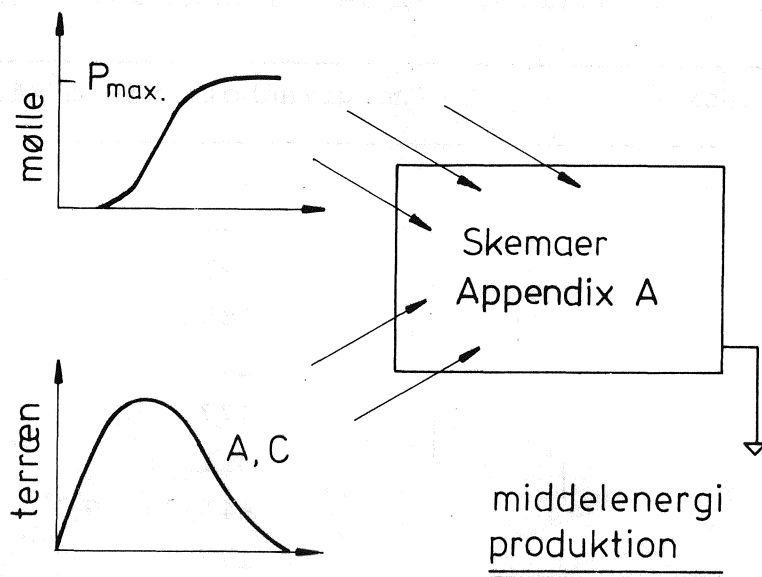 mølle
Pmax.
Skemaer
Appendix A
terræn
A, C
middelenergi
produktion